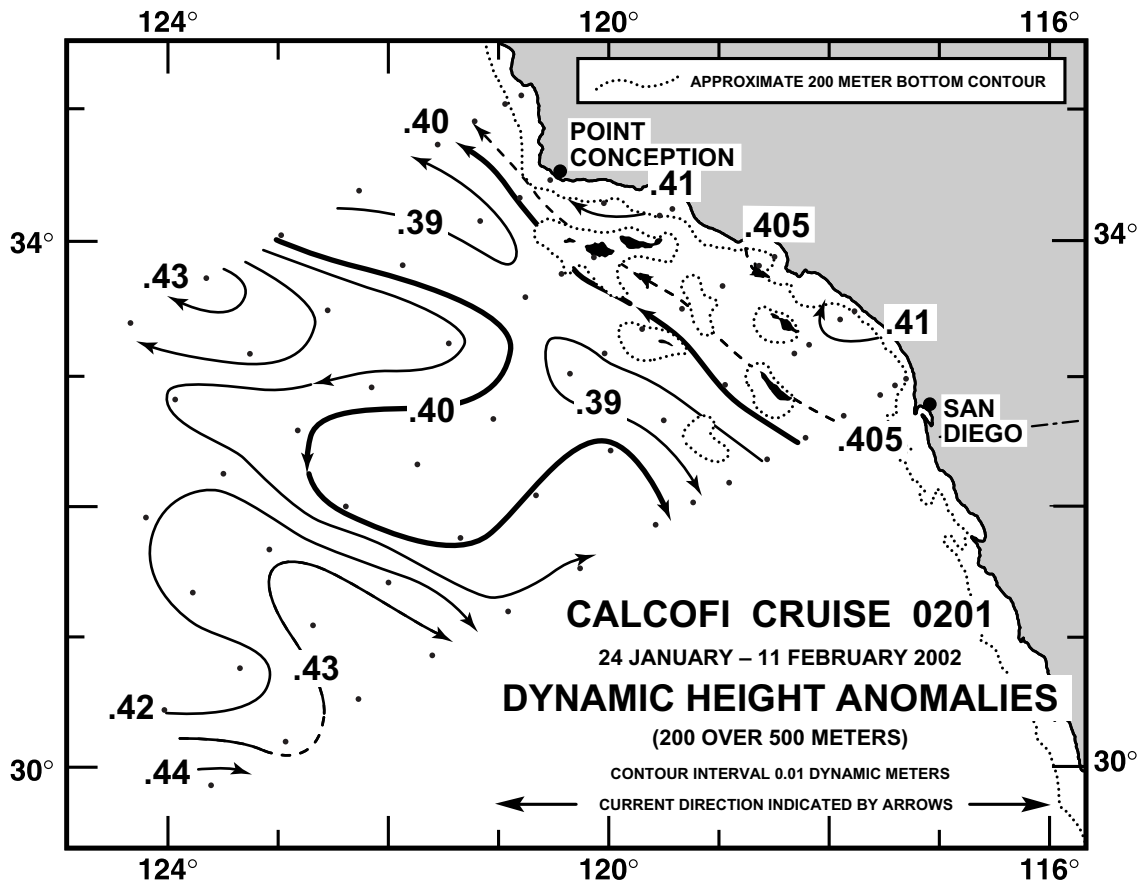 124° 120° 116°
APPROXIMATE 200 METER BOTTOM CONTOUR
.40
POINT
CONCEPTION
.41
.39
.405
34° 34°
.43
.41
.40
.39
SAN
DIEGO
.405
CALCOFI CRUISE 0201
24 JANUARY – 11 FEBRUARY 2002
.43
DYNAMIC HEIGHT ANOMALIES
.42
(200 OVER 500 METERS)
30° 30°
.44
CONTOUR INTERVAL 0.01 DYNAMIC METERS
CURRENT DIRECTION INDICATED BY ARROWS
124° 120° 116°